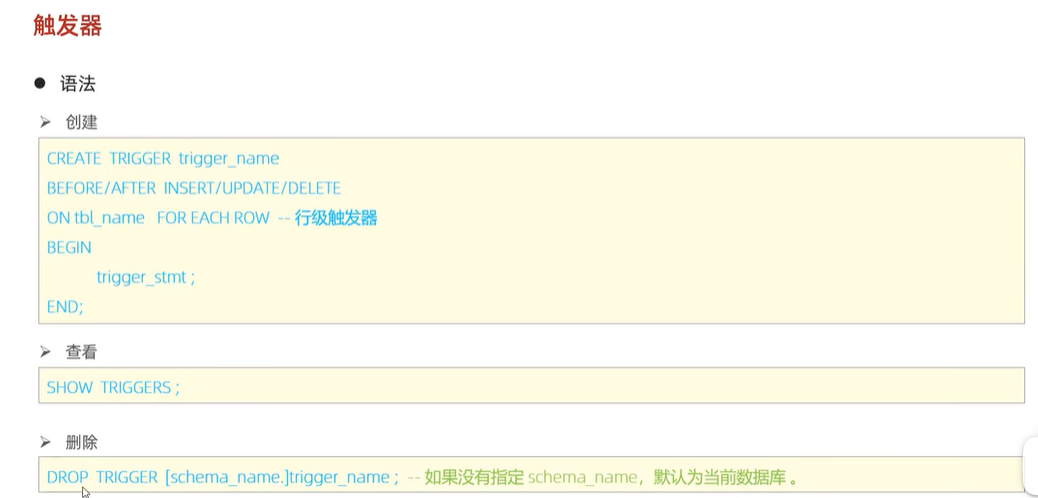 触发器
语法
创建
CREATE TRIGGER trigger_name
BEFORE/AFTER INSERT/UPDATE/DELETE
ON tbl_name FOR EACH ROW -- 行级触发器
BEGIN
trigger_stmt ;
END;
查看
SHOW TRIGGERS ;
删除
DROP TRIGGER [schema_name.]trigger_name ; -- 如果没有指定 schema_name，默认为当前数据库 。